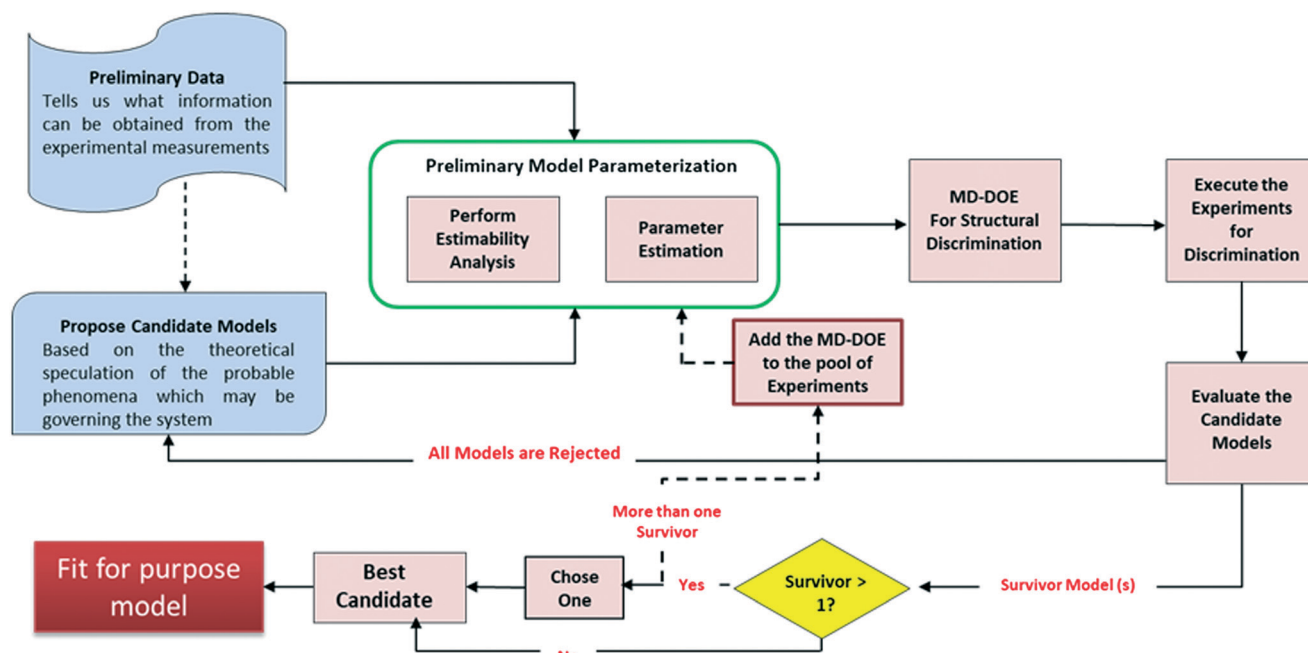 Preliminary Data
Tells us what information
can be obtained from the
experimental measurements
Propose Candidate Models
Based on the theoretical
speculation of the probable
phenomena which may be
governing the system
Preliminary Model Parameterization
Perform
Estimability
Analysis
Parameter
Estimation
MD-DOE
For Structural
Discrimination
Execute the
Experiments
for
Discrimination
Add the MD-DOE
to the pool of
Experiments
Evaluate the
Candidate
Models
All Models are Rejected
More than one
Survivor
Fit for purpose
model
Best
Candidate
Chose
One
Yes
Survivor >
1?
Survivor Model (s)